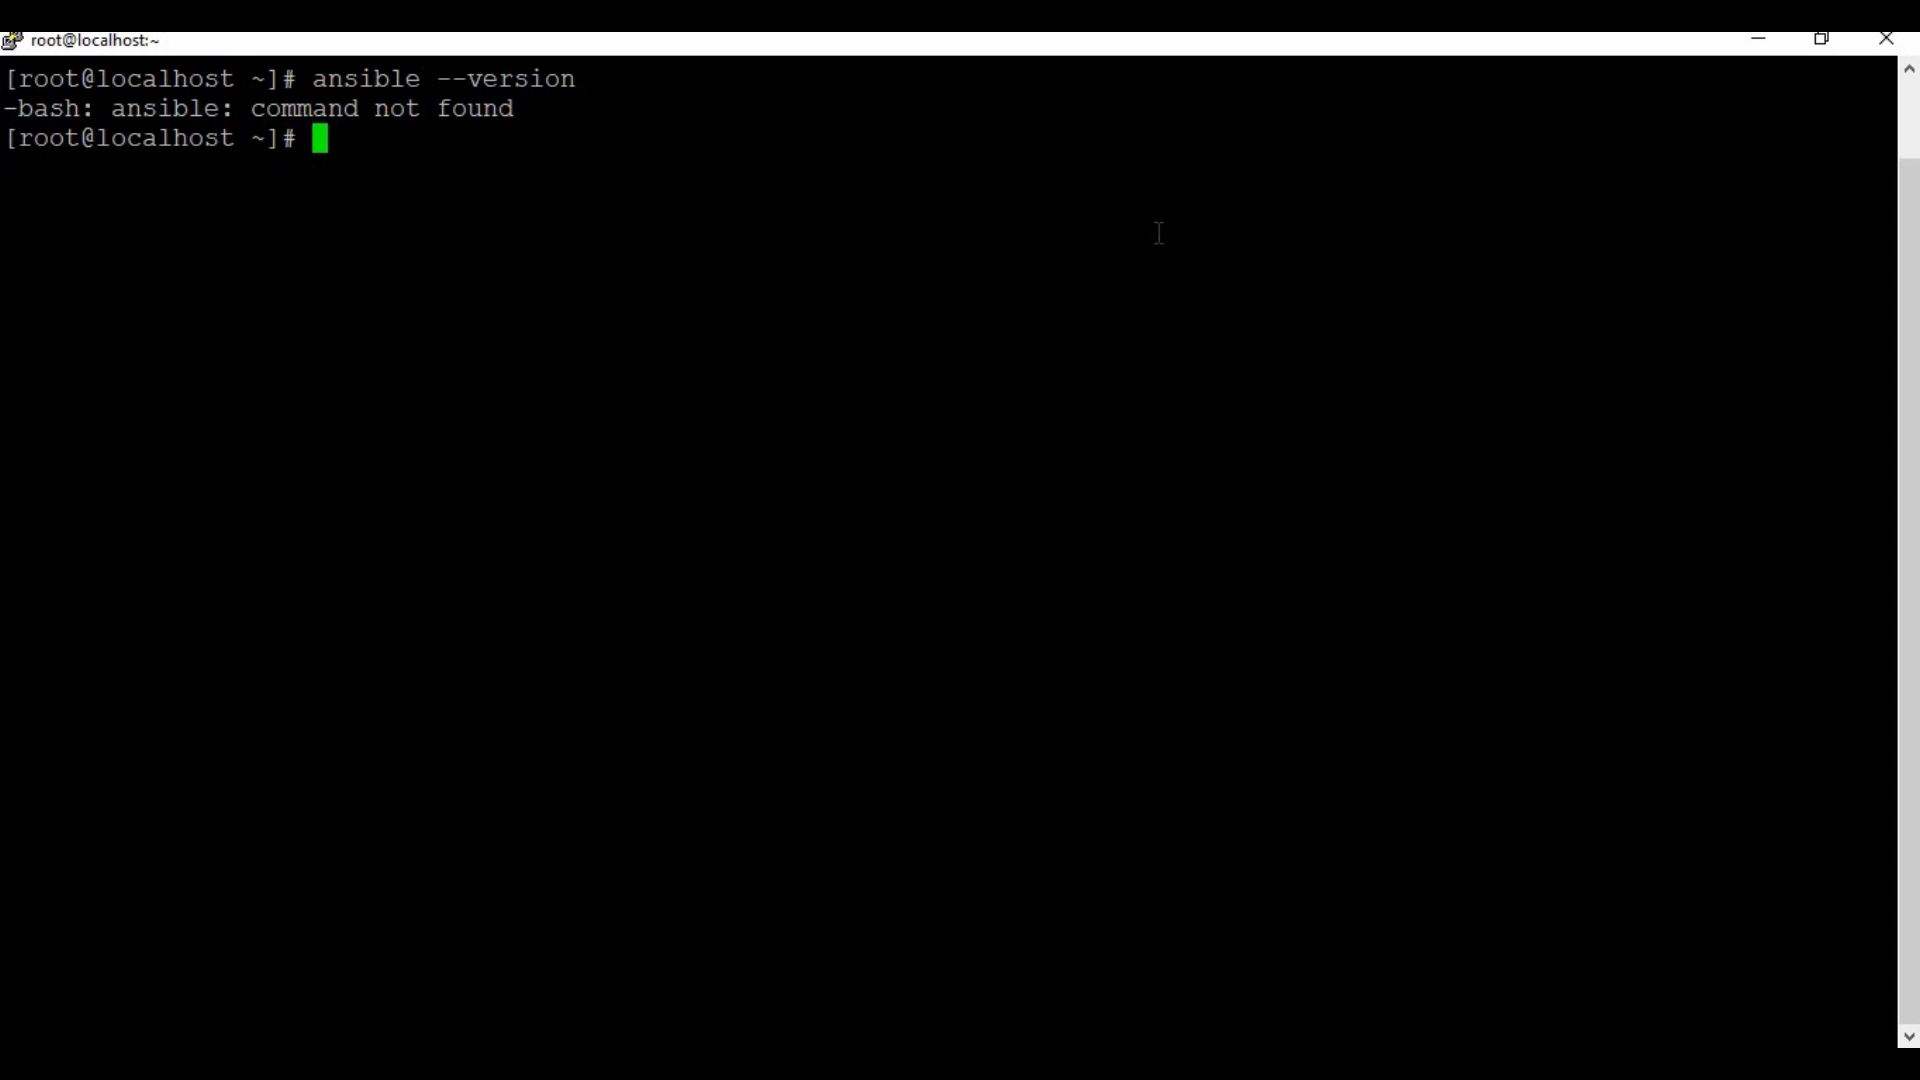 root@localhost:~
[root@localhost ~]# ansible --version
-bash: ansible: command not found
[root@localhost ~]#